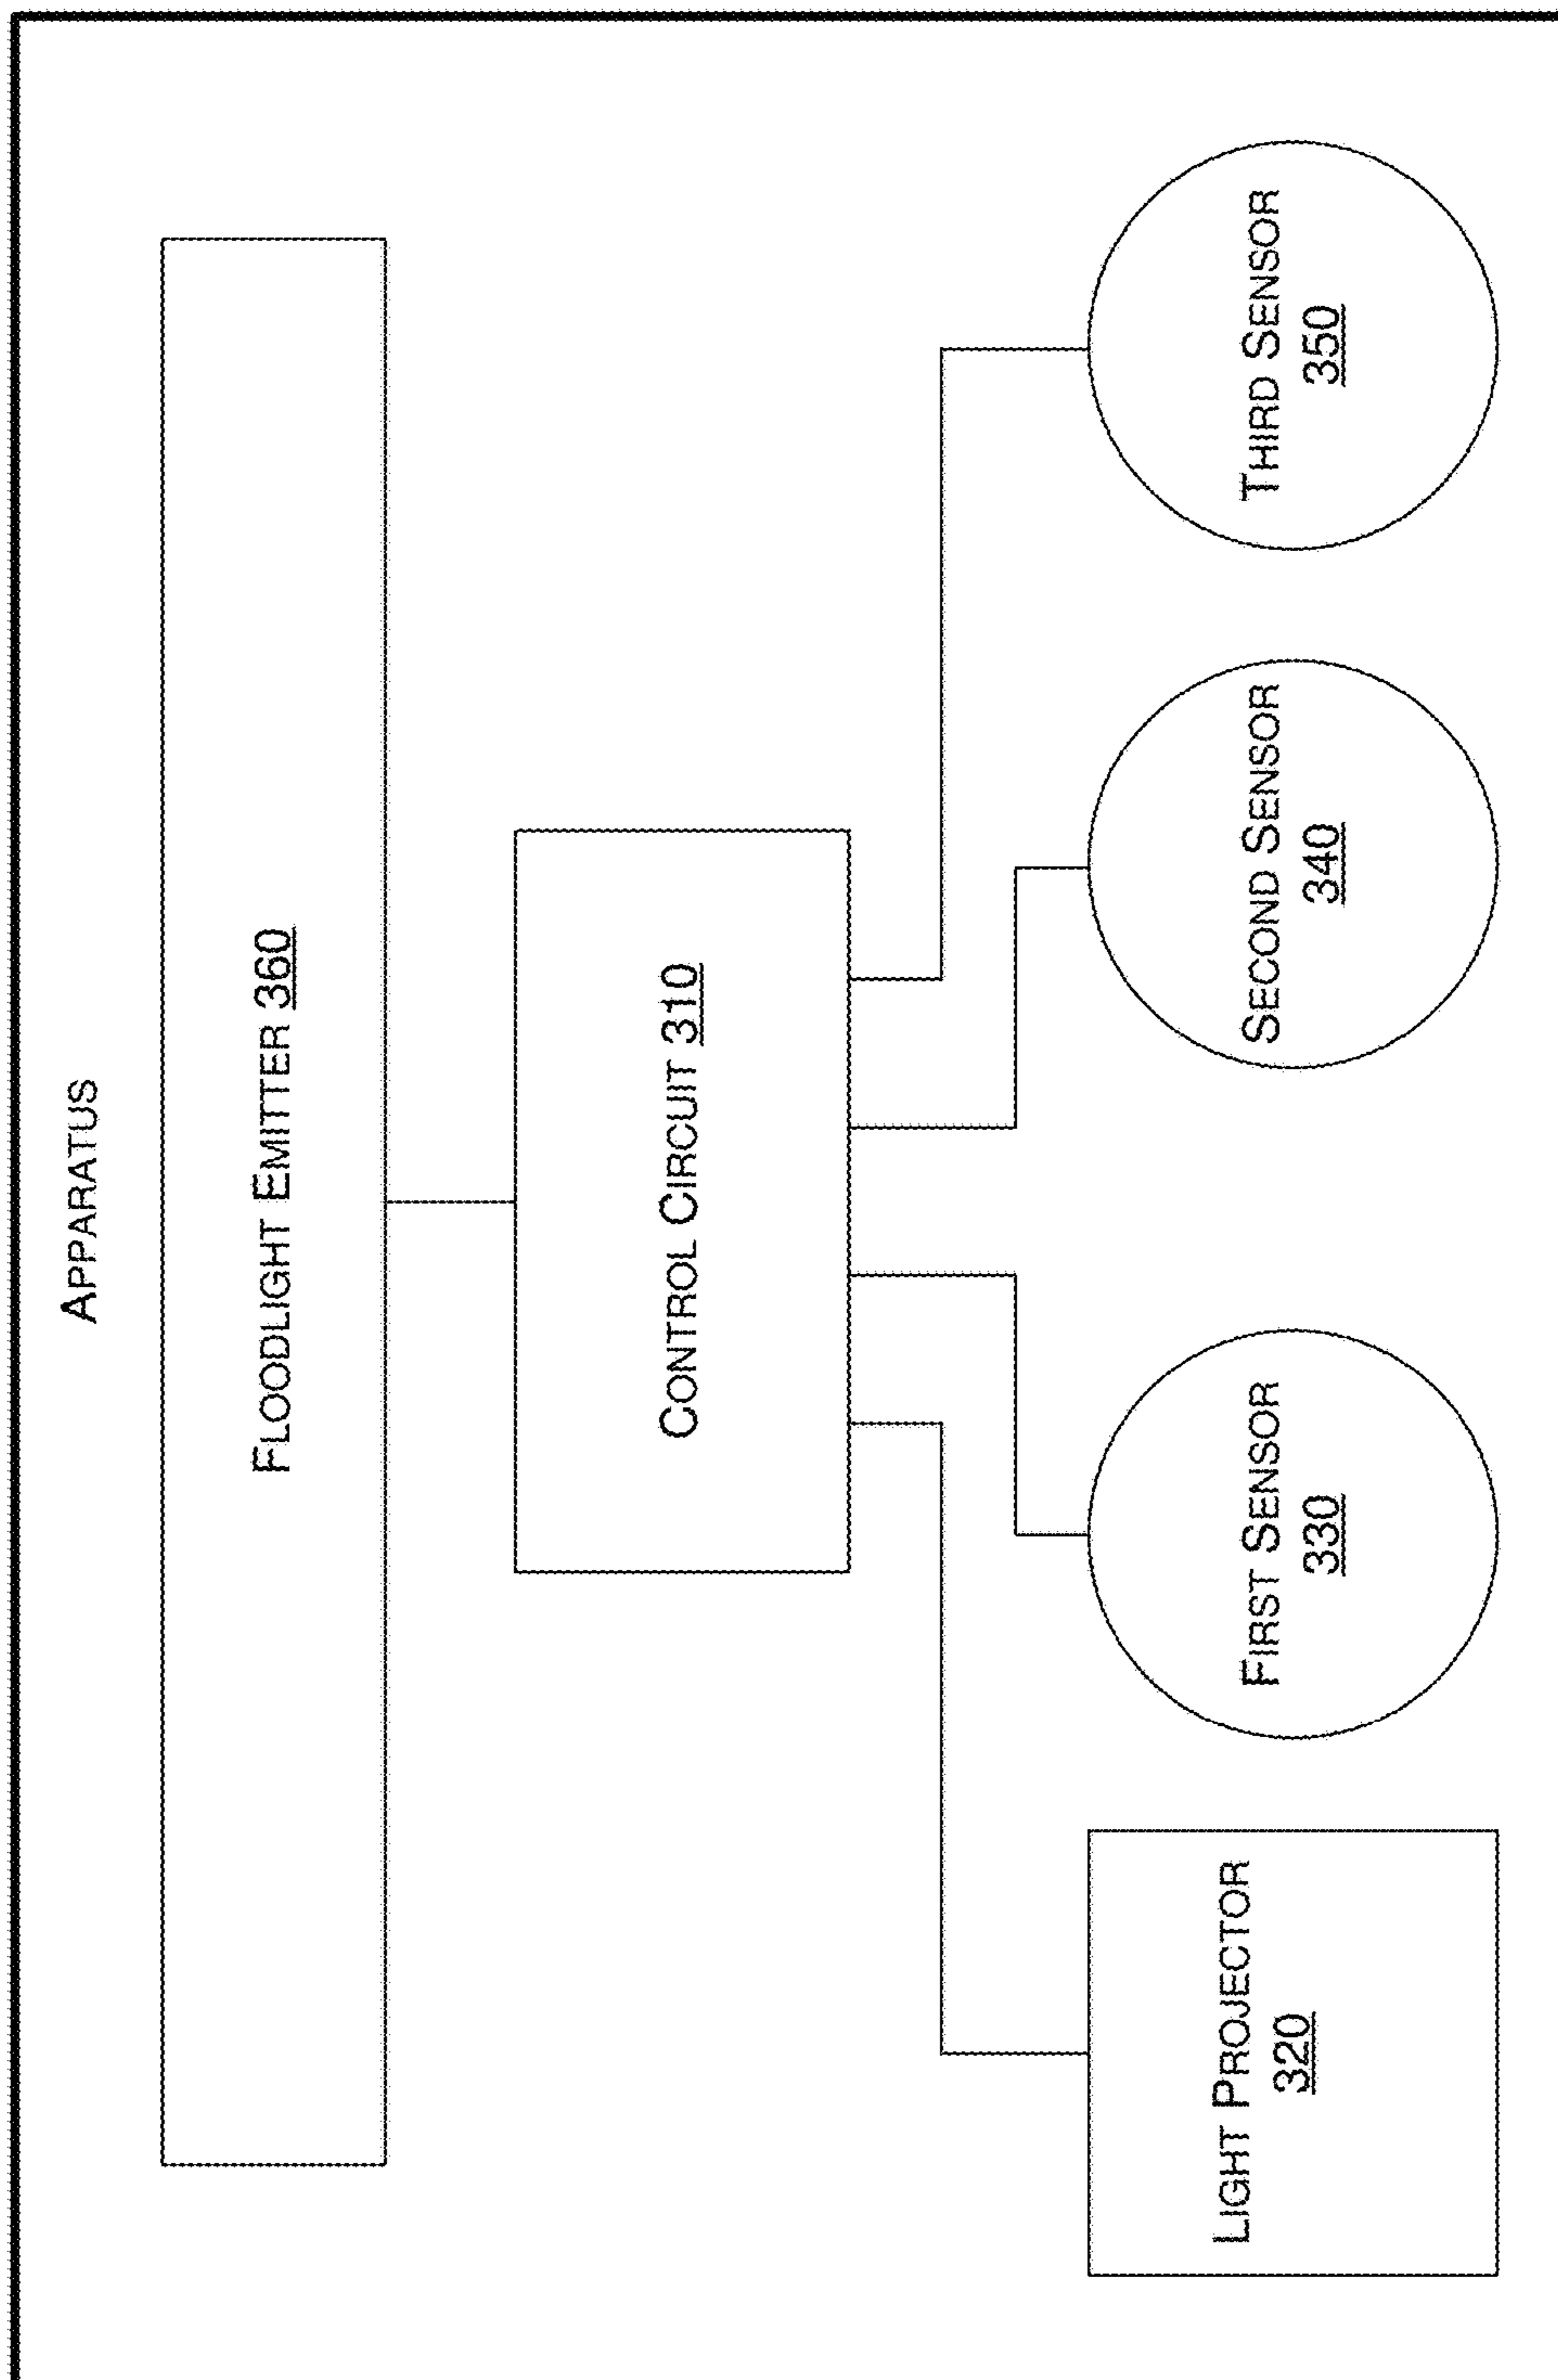 APPARATUS
FLOODLIGHT EMITTER 360
CONTROL CIRCUIT 310
LIGHT PROJECTOR
320
FIRST SENSOR
330
SECOND SENSOR
340
THIRD SENSOR
350